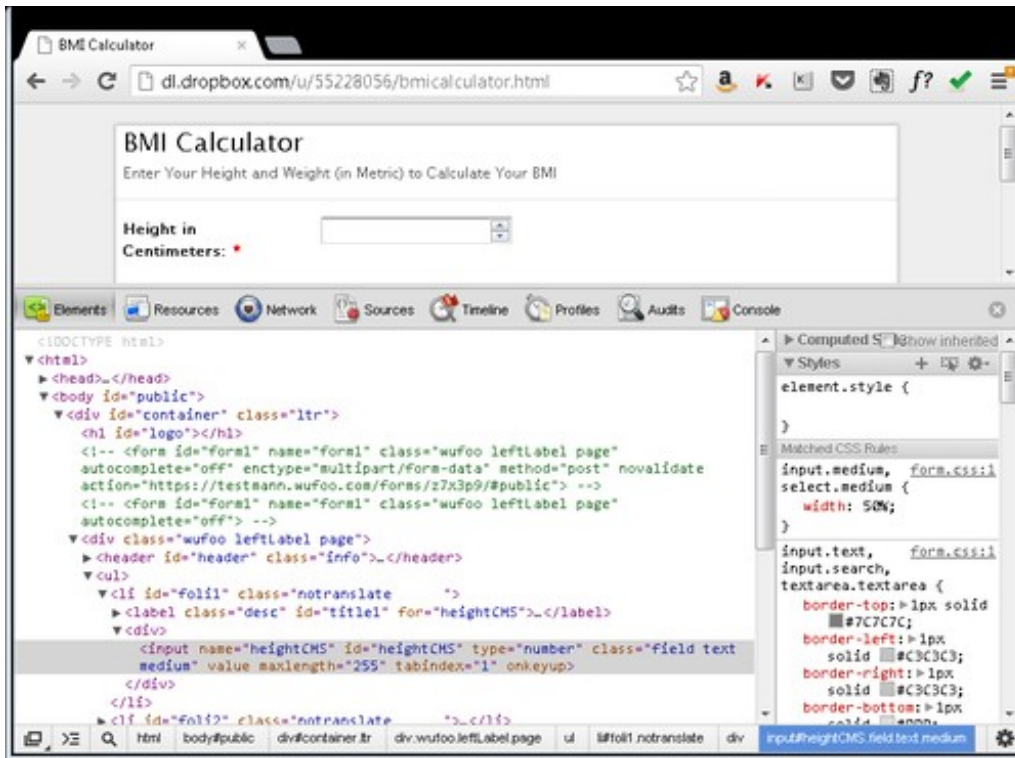 BMI Calculator
dl.dropbox.com/u/55228056/bmicalculator.html
BMI Calculator
Enter Your Height and Weight (in Metric) to Calculate Your BMI
Height in
Centimeters: *
Elements Resources Network Sources Timeline Profiles Audits Console
<!DOCTYPE html>
<html>
<head>…</head>
<body id="public">
<div id="container" class="ltr">
<h1 id="logo"></h1>
<!-- <form id="form1" name="form1" class="wufoo leftLabel page"
autocomplete="off" enctype="multipart/form-data" method="post" novalidate
action="https://testmann.wufoo.com/forms/z7x3p9/#public"> -->
<!-- <form id="form1" name="form1" class="wufoo leftLabel page"
autocomplete="off"> -->
<div class="wufoo leftLabel page">
<header id="header" class="info">…</header>
<ul>
<li id="foli1" class="notranslate       ">
<label class="desc" id="title1" for="heightCMS">…</label>
<div>
<input name="heightCMS" id="heightCMS" type="number" class="field text
medium" value maxlength="255" tabindex="1" onkeyup>
</div>
</li>
<li id="foli2" class="notranslate       ">…</li>
Computed S Show inherited
Styles
element.style {
}
Matched CSS Rules
input.medium, form.css:1
select.medium {
width: 50%;
}
input.text, form.css:1
input.search,
textarea.textarea {
border-top: 1px solid
#7C7C7C;
border-left: 1px
solid #C3C3C3;
border-right: 1px
solid #C3C3C3;
border-bottom: 1px
solid #DDD;
html body#public div#container.ltr div.wufoo.leftLabel.page ul li#foli1.notranslate div input#heightCMS.field.text.medium